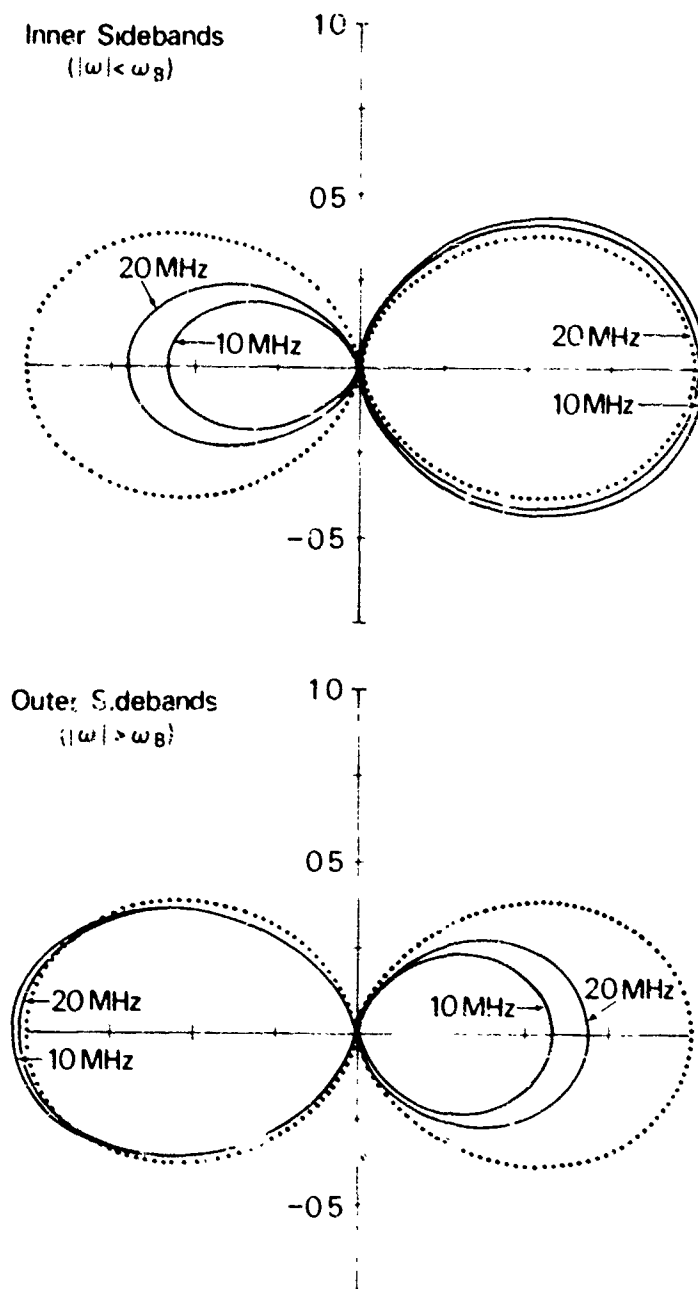 Inner Sidebands
(|ω| < ω_B)
1 0
0 5
20 MHz
10 MHz
20 MHz
10 MHz
-0 5
Outer S.debands
(|ω| > ω_B)
1 0
0 5
20 MHz
10 MHz
10 MHz
20 MHz
-0 5